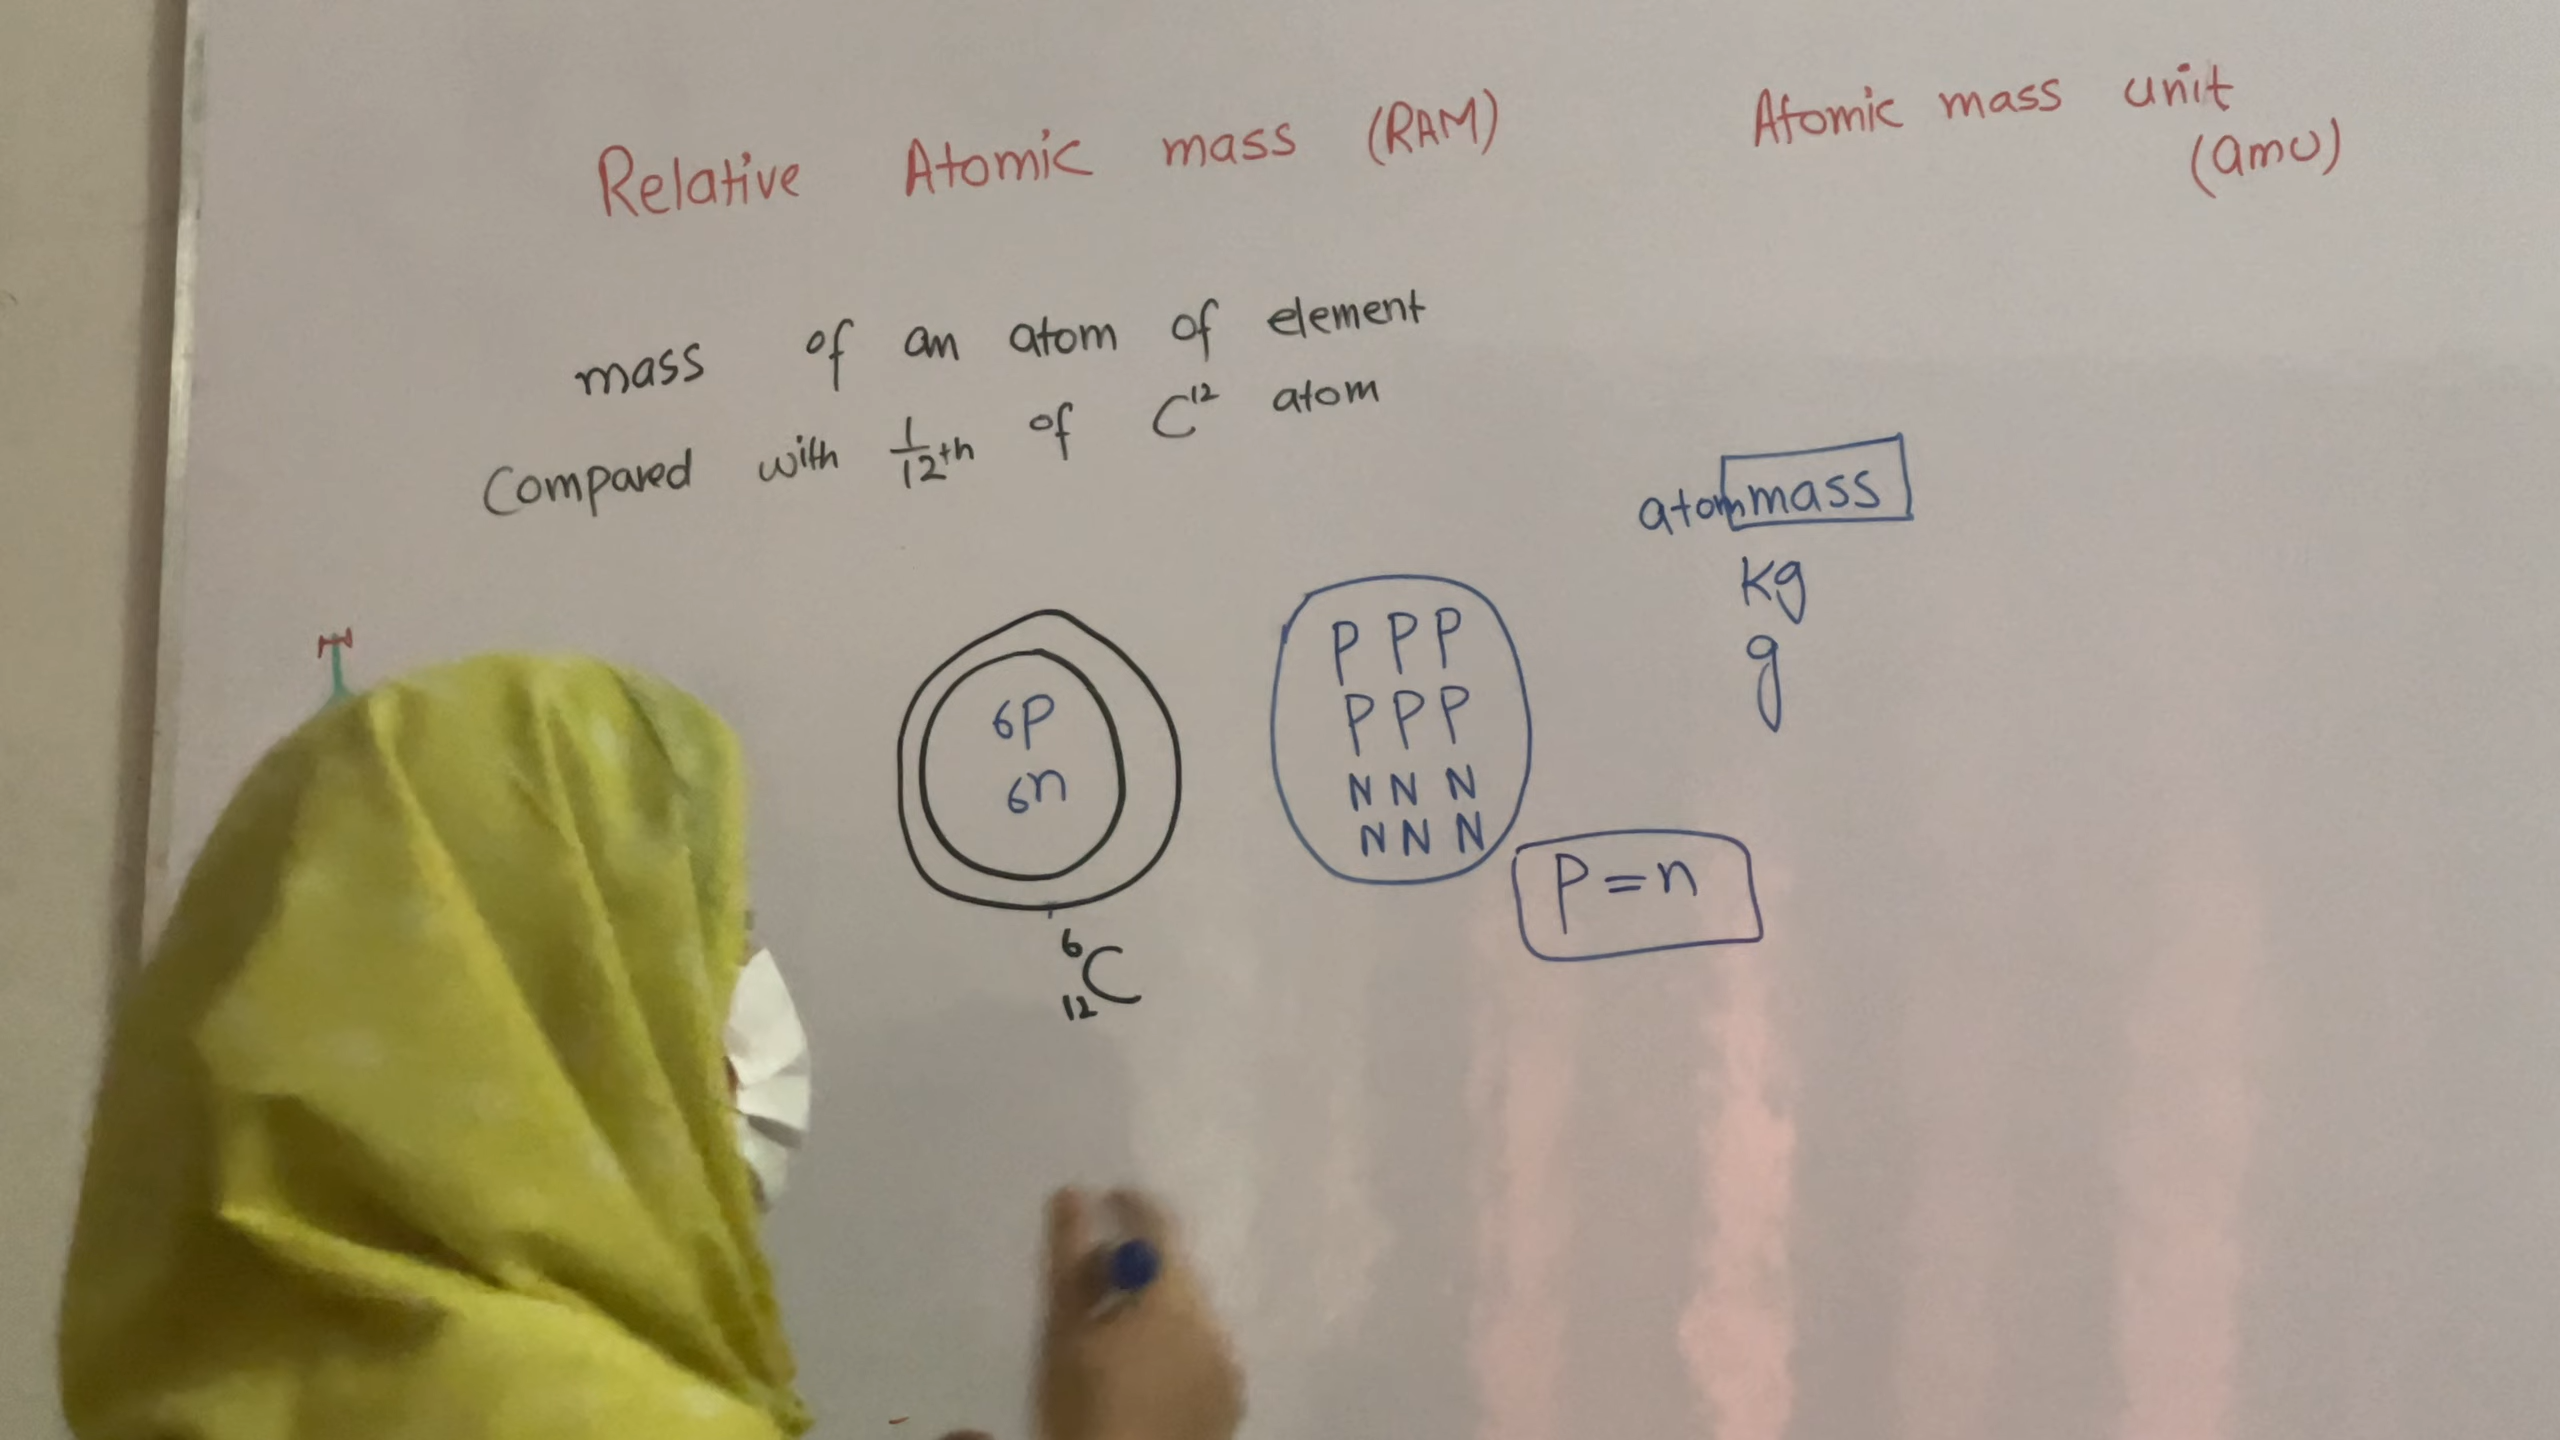 Relative Atomic mass (RAM)
Atomic mass unit
(amu)
mass of an atom of element
Compared with 1/12th of C¹² atom
atom mass
kg
g
6P
6n
⁶C
₁₂
P P P
P P P
N N N
N N N
P = n